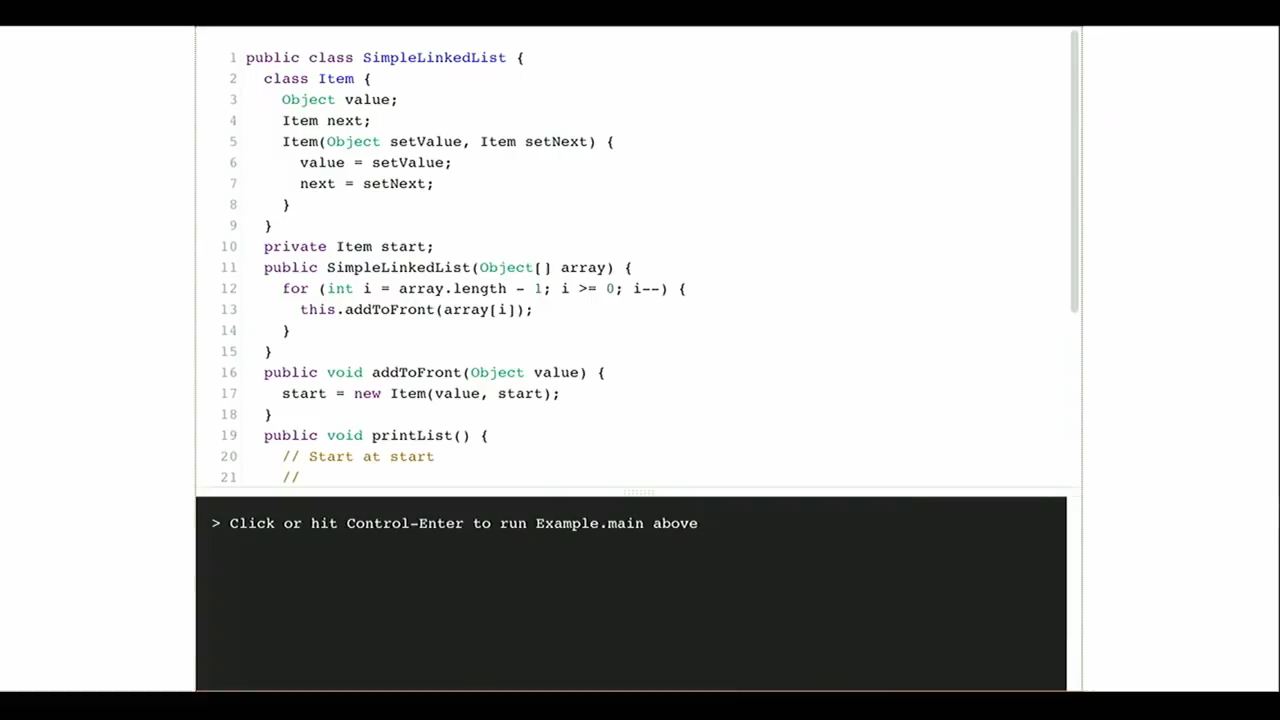 1 public class SimpleLinkedList {
2 class Item {
3 Object value;
4 Item next;
5 Item(Object setValue, Item setNext) {
6 value = setValue;
7 next = setNext;
8 }
9 }
10 private Item start;
11 public SimpleLinkedList(Object[] array) {
12 for (int i = array.length - 1; i >= 0; i--) {
13 this.addToFront(array[i]);
14 }
15 }
16 public void addToFront(Object value) {
17 start = new Item(value, start);
18 }
19 public void printList() {
20 // Start at start
21 //
> Click or hit Control-Enter to run Example.main above